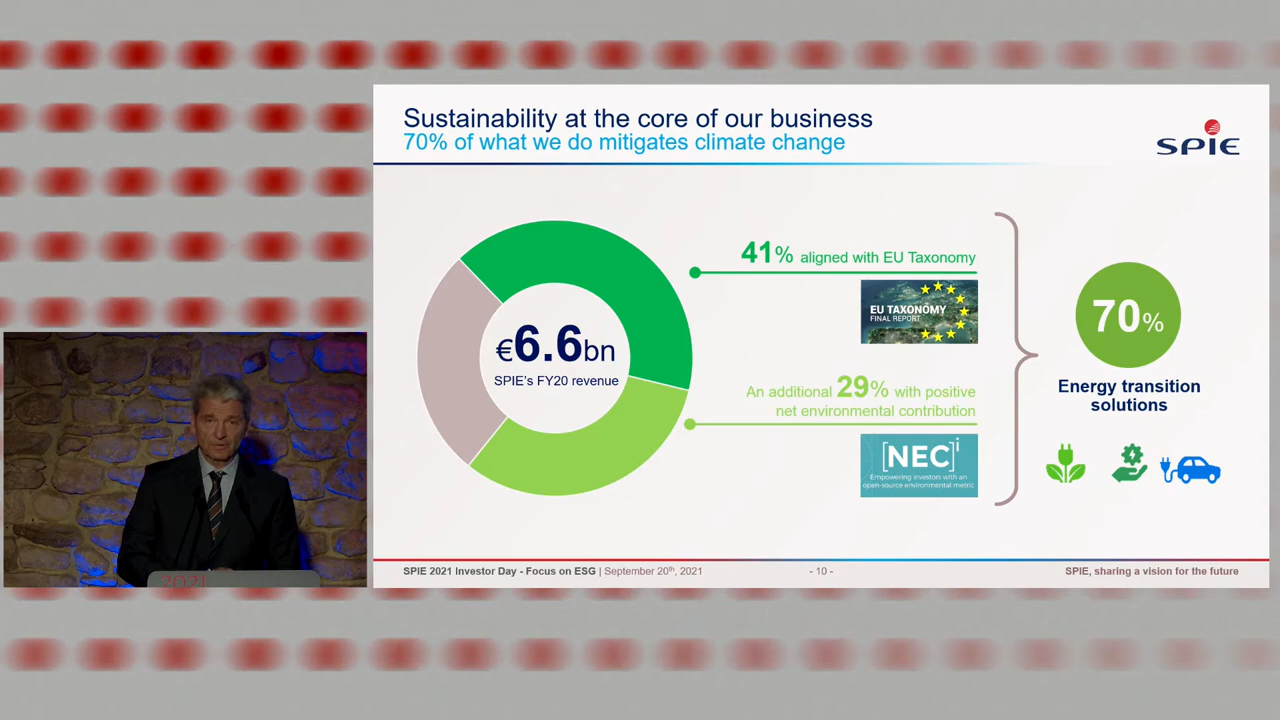 Sustainability at the core of our business
70% of what we do mitigates climate change
SPIE
41% aligned with EU Taxonomy
EU TAXONOMY
FINAL REPORT
€6.6bn
SPIE's FY20 revenue
70%
An additional 29% with positive
net environmental contribution
Energy transition
solutions
[NEC]i
Empowering investors with an
open-source environmental metric
SPIE 2021 Investor Day - Focus on ESG | September 20th, 2021
- 10 -
SPIE, sharing a vision for the future
2021